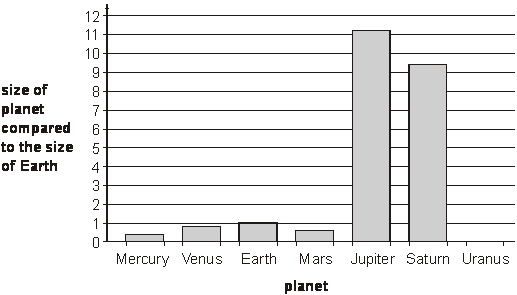 12
11
10
9
8
7
6
5
4
3
2
1
0
size of
planet
compared
to the size
of Earth
Mercury Venus Earth Mars Jupiter Saturn Uranus
planet